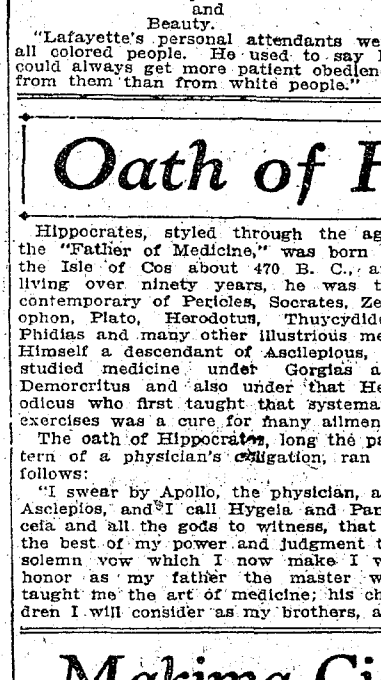 and
Beauty.
"Lafayette's personal attendants we
all colored people. He used to say
could always get more patient obedien
from them than from white people."
Oath of H
Hippocrates, styled through the ag
the "Father of Medicine," was born
the Isle of Cos about 470 B. C., a
living over ninety years, he was t
contemporary of Pericles, Socrates, Ze
ophon, Plato, Herodotus, Thuycydide
Phidias and many other illustrious me
Himself a descendant of Ascilepious,
studied medicine under Gorgias a
Demorcritus and also under that He
odicus who first taught that systema
exercises was a cure for many ailmen
The oath of Hippocrates, long the pa
tern of a physician's obligation, ran
follows:
"I swear by Apollo, the physician, a
Asclepios, and I call Hygeia and Pan
ceia and all the gods to witness, that
the best of my power and judgment t
solemn vow which I now make I w
honor as my father the master w
taught me the art of medicine; his ch
dren I will consider as my brothers, a
Making Ci